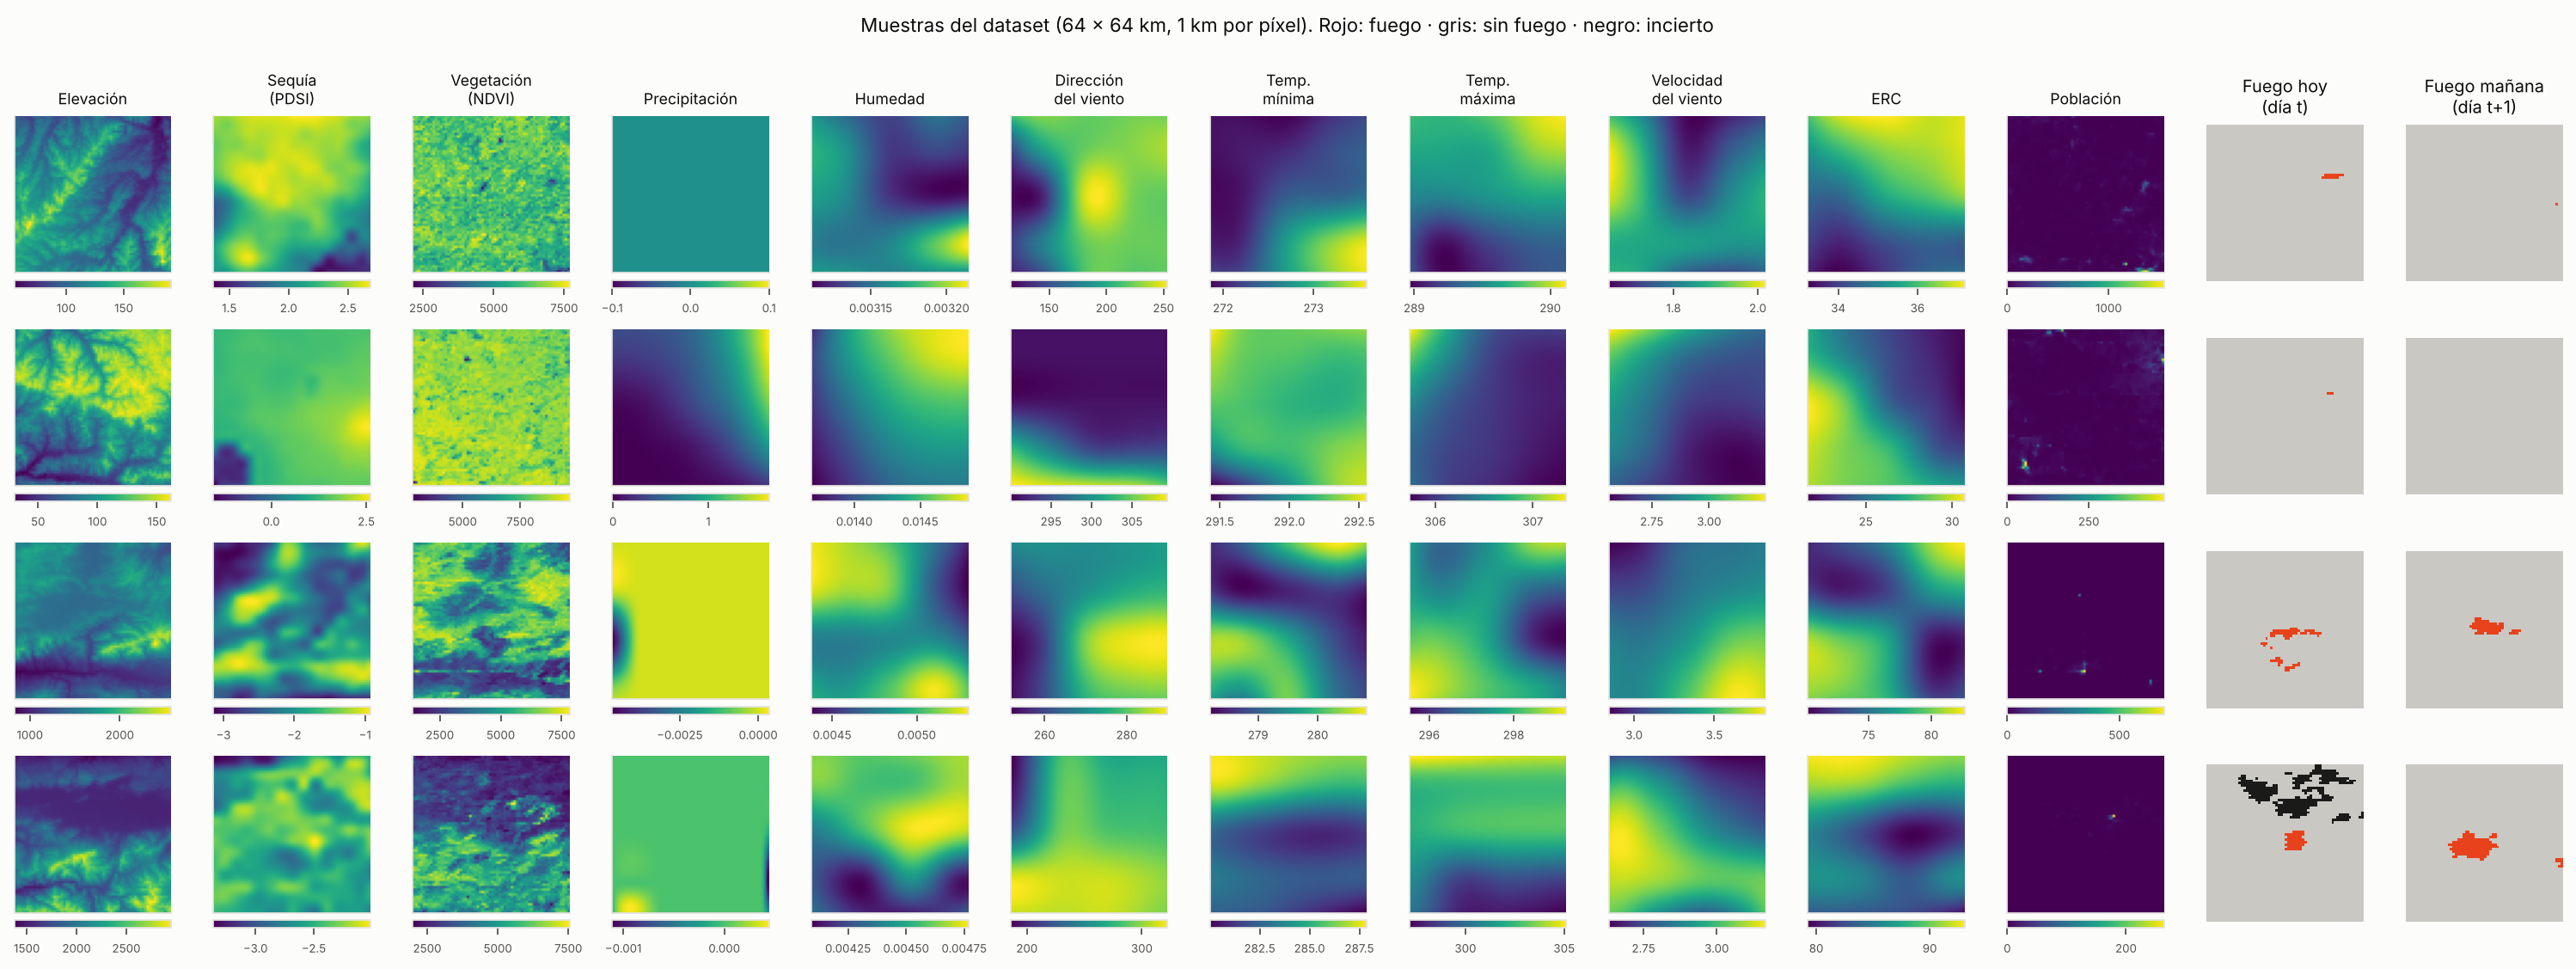 Muestras del dataset (64 × 64 km, 1 km por píxel). Rojo: fuego · gris: sin fuego · negro: incierto
Elevación
Sequía
(PDSI)
Vegetación
(NDVI)
Precipitación
Humedad
Dirección
del viento
Temp.
mínima
Temp.
máxima
Velocidad
del viento
ERC
Población
Fuego hoy
(día t)
Fuego mañana
(día t+1)
100 150 1.5 2.0 2.5 2500 5000 7500 −0.1 0.0 0.1 0.00315 0.00320 150 200 250 272 273 289 290 1.8 2.0 34 36 0 1000
50 100 150 0.0 2.5 5000 7500 0 1 0.0140 0.0145 295 300 305 291.5 292.0 292.5 306 307 2.75 3.00 25 30 0 250
1000 2000 −3 −2 −1 2500 5000 7500 −0.0025 0.0000 0.0045 0.0050 260 280 279 280 296 298 3.0 3.5 75 80 0 500
1500 2000 2500 −3.0 −2.5 2500 5000 7500 −0.001 0.000 0.00425 0.00450 0.00475 200 300 282.5 285.0 287.5 300 305 2.75 3.00 80 90 0 200